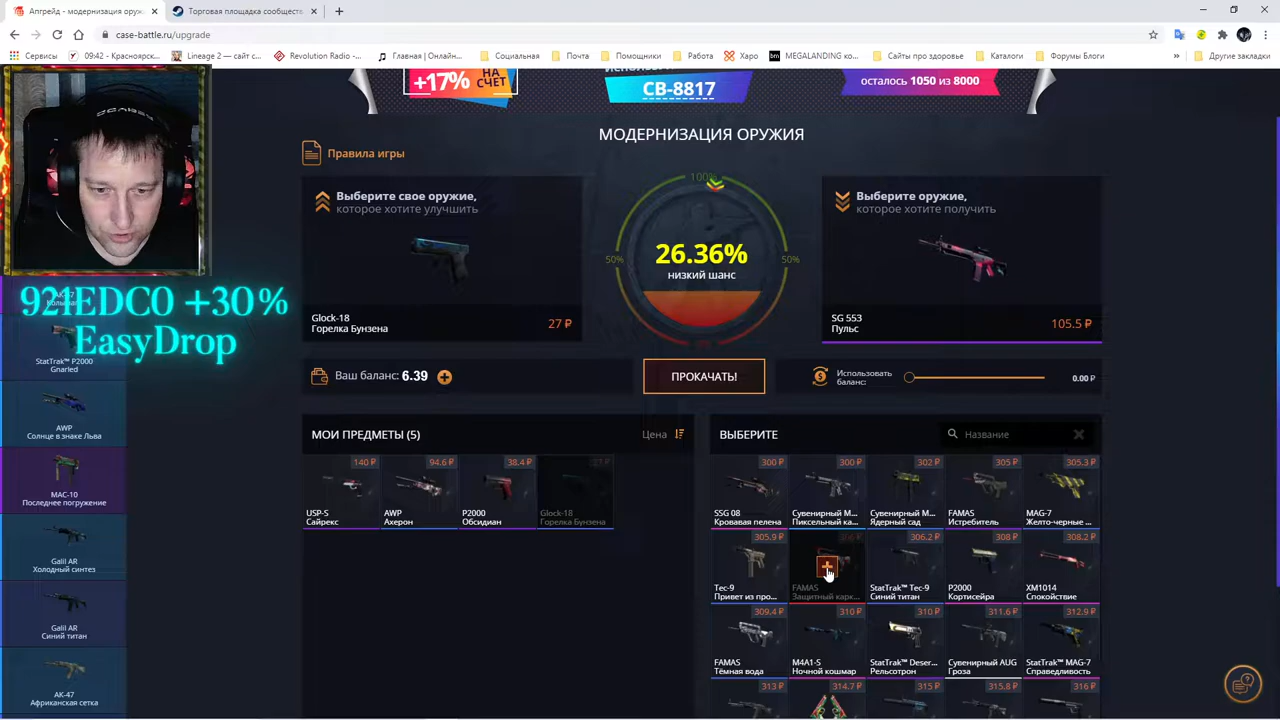 Апгрейд - модернизация оруж
Торговая площадка сообществ
case-battle.ru/upgrade
Сервисы
09:42 - Красноярск...
Lineage 2 — сайт с...
Revolution Radio -...
Главная | Онлайн...
Социальная
Почта
Помощники
Работа
Харо
MEGALANDING ко...
Сайты про здоровье
Каталоги
Форумы Блоги
Другие закладки
+17% НА СЧЕТ
CB-8817
осталось 1050 из 8000
МОДЕРНИЗАЦИЯ ОРУЖИЯ
Правила игры
Выберите свое оружие,
которое хотите улучшить
Glock-18
Горелка Бунзена
27 ₽
100%
50%
26.36%
низкий шанс
50%
Выберите оружие,
которое хотите получить
SG 553
Пульс
105.5 ₽
921EDC0 +30%
EasyDrop
StatTrak™ P2000
Gnarled
AWP
Солнце в знаке Льва
MAC-10
Последнее погружение
Galil AR
Холодный синтез
Galil AR
Синий титан
AK-47
Африканская сетка
Ваш баланс: 6.39
ПРОКАЧАТЬ!
Использовать
баланс:
0.00 ₽
МОИ ПРЕДМЕТЫ (5)
Цена
140 ₽
USP-S
Сайрекс
94.6 ₽
AWP
Ахерон
38.4 ₽
P2000
Обсидиан
Glock-18
Горелка Бунзена
ВЫБЕРИТЕ
Название
300 ₽
SSG 08
Кровавая пелена
300 ₽
Сувенирный М...
Пиксельный ка...
302 ₽
Сувенирный М...
Ядерный сад
305 ₽
FAMAS
Истребитель
305.3 ₽
MAG-7
Желто-черные ...
305.9 ₽
Tec-9
Привет из про...
FAMAS
Защитный карк...
306.2 ₽
StatTrak™ Tec-9
Синий титан
308 ₽
P2000
Кортисейра
308.2 ₽
XM1014
Спокойствие
309.4 ₽
FAMAS
Тёмная вода
310 ₽
M4A1-S
Ночной кошмар
310 ₽
StatTrak™ Deser...
Рельсотрон
311.6 ₽
Сувенирный AUG
Гроза
312.9 ₽
StatTrak™ MAG-7
Справедливость
313 ₽
314.7 ₽
315 ₽
315.8 ₽
316 ₽